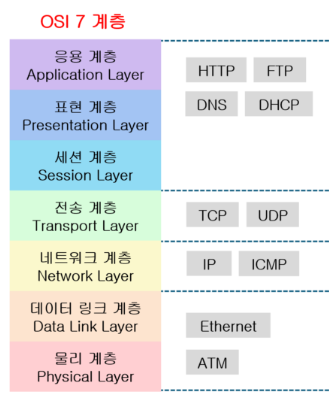 OSI 7 계층
응용 계층
Application Layer
HTTP FTP
표현 계층
Presentation Layer
DNS DHCP
세션 계층
Session Layer
전송 계층
Transport Layer
TCP UDP
네트워크 계층
Network Layer
IP ICMP
데이터 링크 계층
Data Link Layer
Ethernet
물리 계층
Physical Layer
ATM